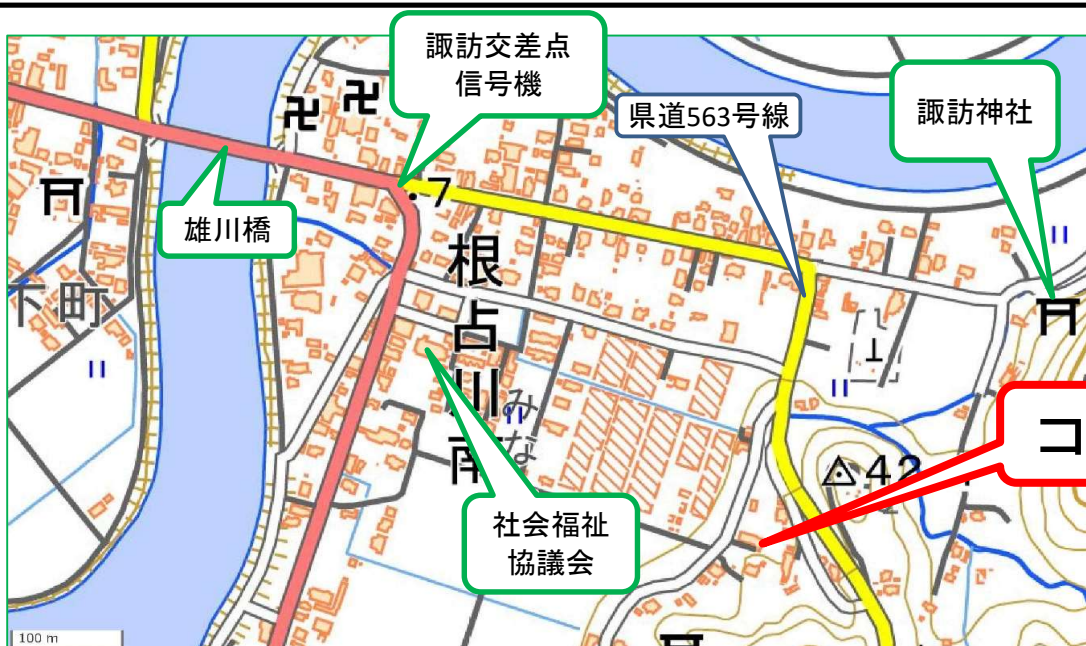 諏訪交差点
信号機
県道563号線
諏訪神社
雄川橋
.7
根占川南
みな
下町
コ
42
社会福祉
協議会
100 m